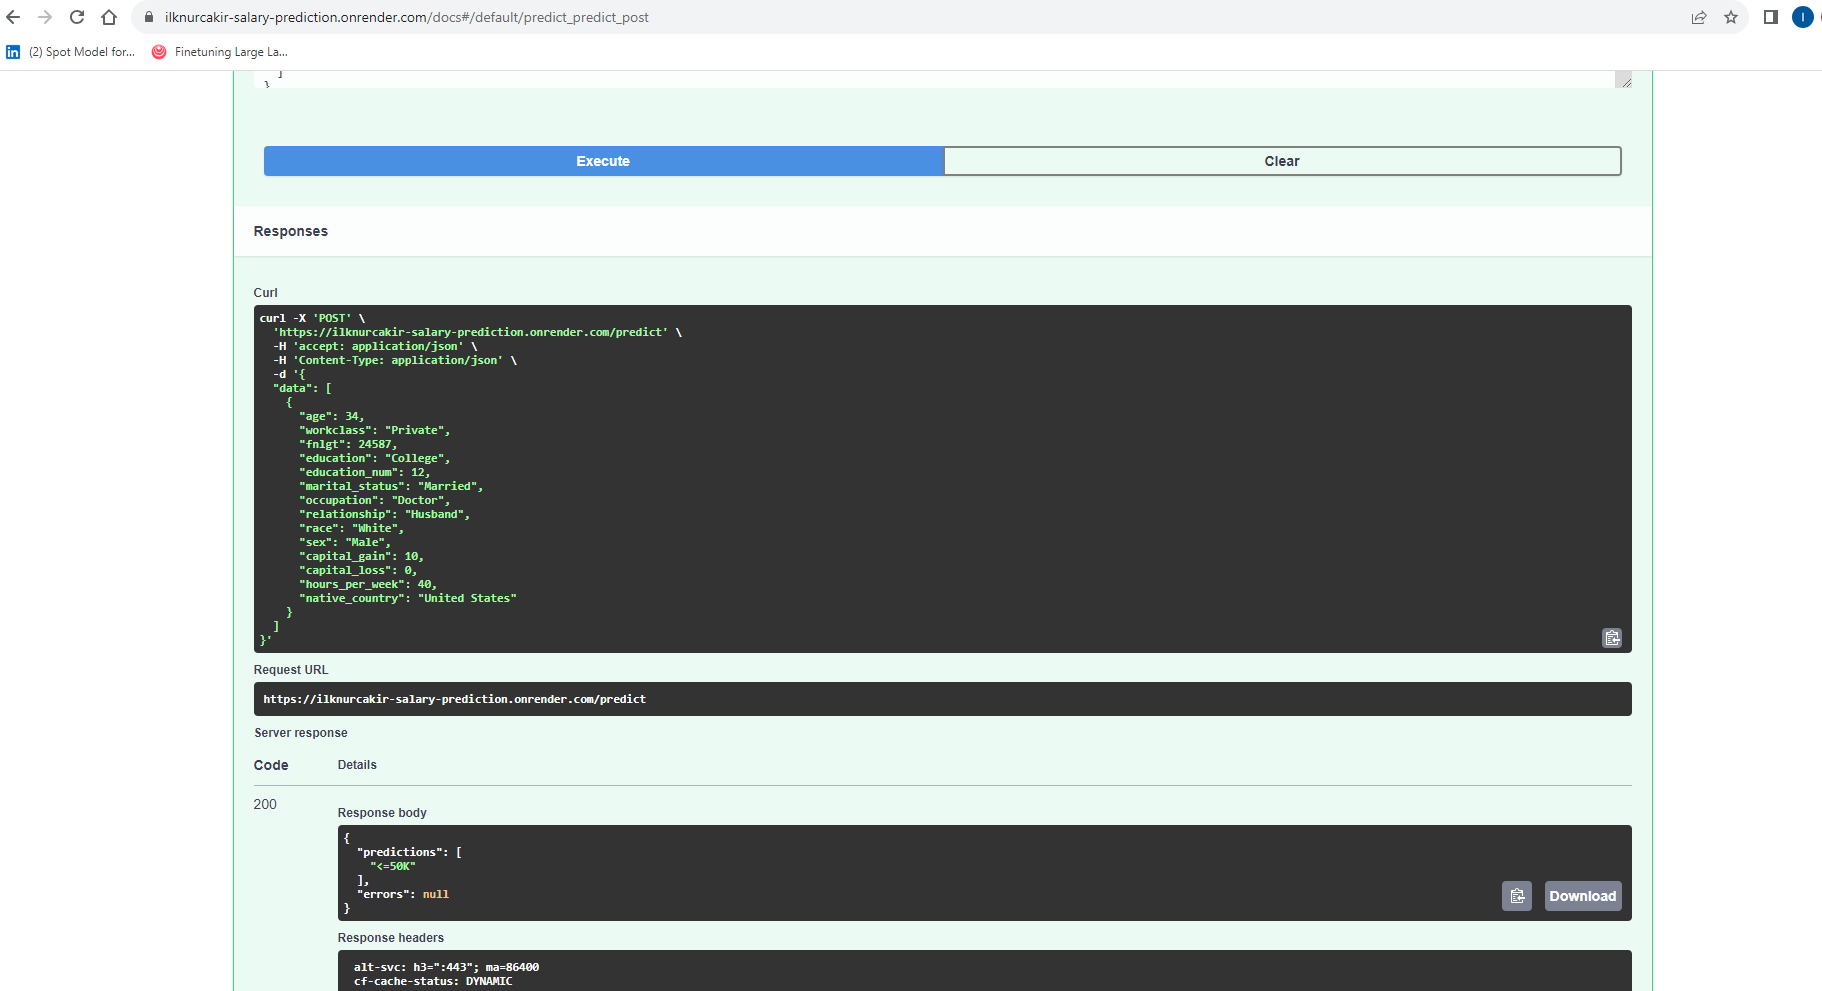 ilknurcakir-salary-prediction.onrender.com/docs#/default/predict_predict_post
I
in (2) Spot Model for... Finetuning Large La...
]
}
Execute Clear
Responses
Curl
curl -X 'POST' \
  'https://ilknurcakir-salary-prediction.onrender.com/predict' \
  -H 'accept: application/json' \
  -H 'Content-Type: application/json' \
  -d '{
  "data": [
    {
      "age": 34,
      "workclass": "Private",
      "fnlgt": 24587,
      "education": "College",
      "education_num": 12,
      "marital_status": "Married",
      "occupation": "Doctor",
      "relationship": "Husband",
      "race": "White",
      "sex": "Male",
      "capital_gain": 10,
      "capital_loss": 0,
      "hours_per_week": 40,
      "native_country": "United States"
    }
  ]
}'
Request URL
https://ilknurcakir-salary-prediction.onrender.com/predict
Server response
Code Details
200
Response body
{
  "predictions": [
    "<=50K"
  ],
  "errors": null
}
Download
Response headers
alt-svc: h3=":443"; ma=86400
cf-cache-status: DYNAMIC